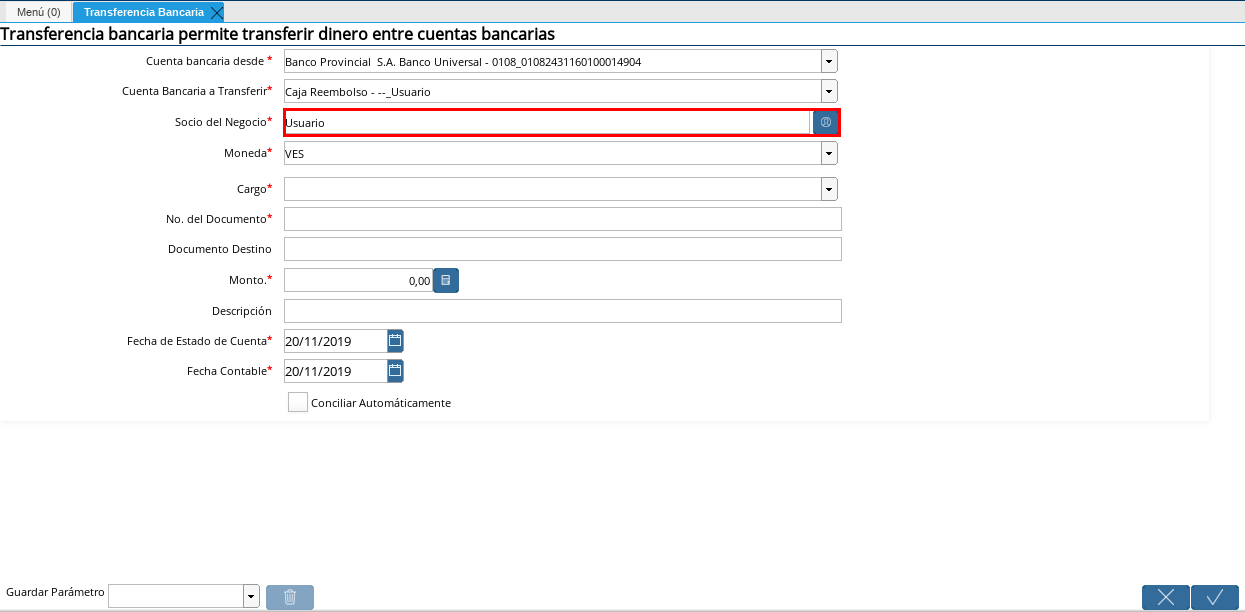 Menú (0) Transferencia Bancaria
Transferencia bancaria permite transferir dinero entre cuentas bancarias
Cuenta bancaria desde * Banco Provincial  S.A. Banco Universal - 0108_01082431160100014904
Cuenta Bancaria a Transferir* Caja Reembolso - --_Usuario
Socio del Negocio* Usuario
Moneda* VES
Cargo*
No. del Documento*
Documento Destino
Monto.* 0,00
Descripción
Fecha de Estado de Cuenta* 20/11/2019
Fecha Contable* 20/11/2019
Conciliar Automáticamente
Guardar Parámetro